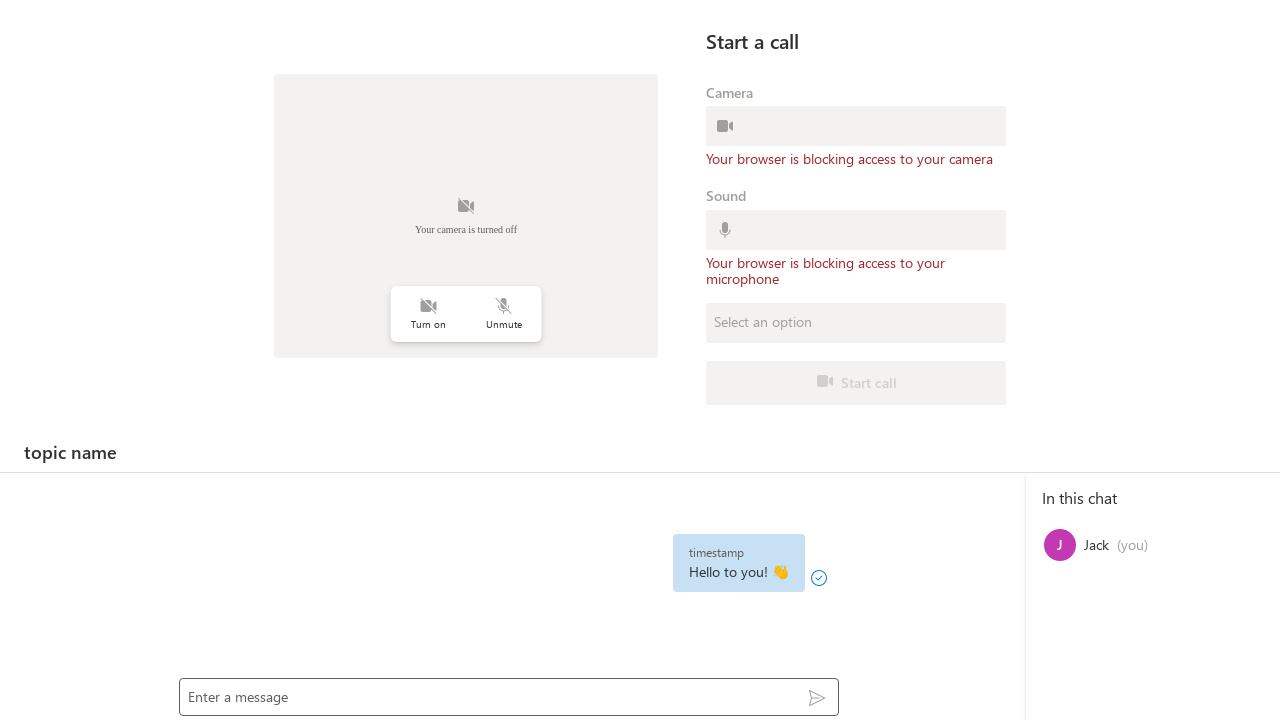 Start a call
Camera
Your browser is blocking access to your camera
Sound
Your browser is blocking access to your
microphone
Select an option
Start call
Your camera is turned off
Turn on
Unmute
topic name
timestamp
Hello to you! 👋
Enter a message
In this chat
J
Jack (you)